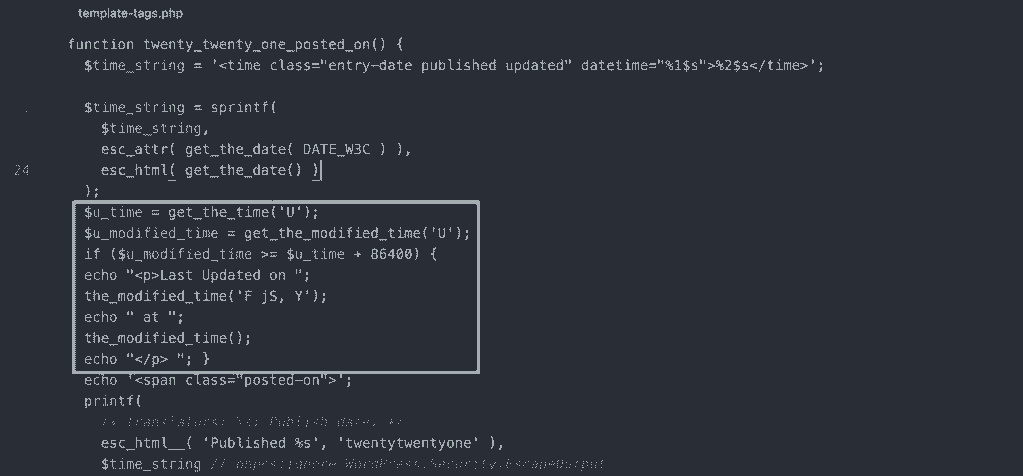 template-tags.php
function twenty_twenty_one_posted_on() {
$time_string = '<time class="entry-date published updated" datetime="%1$s">%2$s</time>';
$time_string = sprintf(
$time_string,
esc_attr( get_the_date( DATE_W3C ) ),
24 esc_html( get_the_date() )
);
$u_time = get_the_time('U');
$u_modified_time = get_the_modified_time('U');
if ($u_modified_time >= $u_time + 86400) {
echo "<p>Last Updated on ";
the_modified_time('F jS, Y');
echo " at ";
the_modified_time();
echo "</p> "; }
echo '<span class="posted-on">';
printf(
/* translators: %s: Publish date. */
esc_html__( 'Published %s', 'twentytwentyone' ),
$time_string // phpcs:ignore WordPress.Security.EscapeOutput